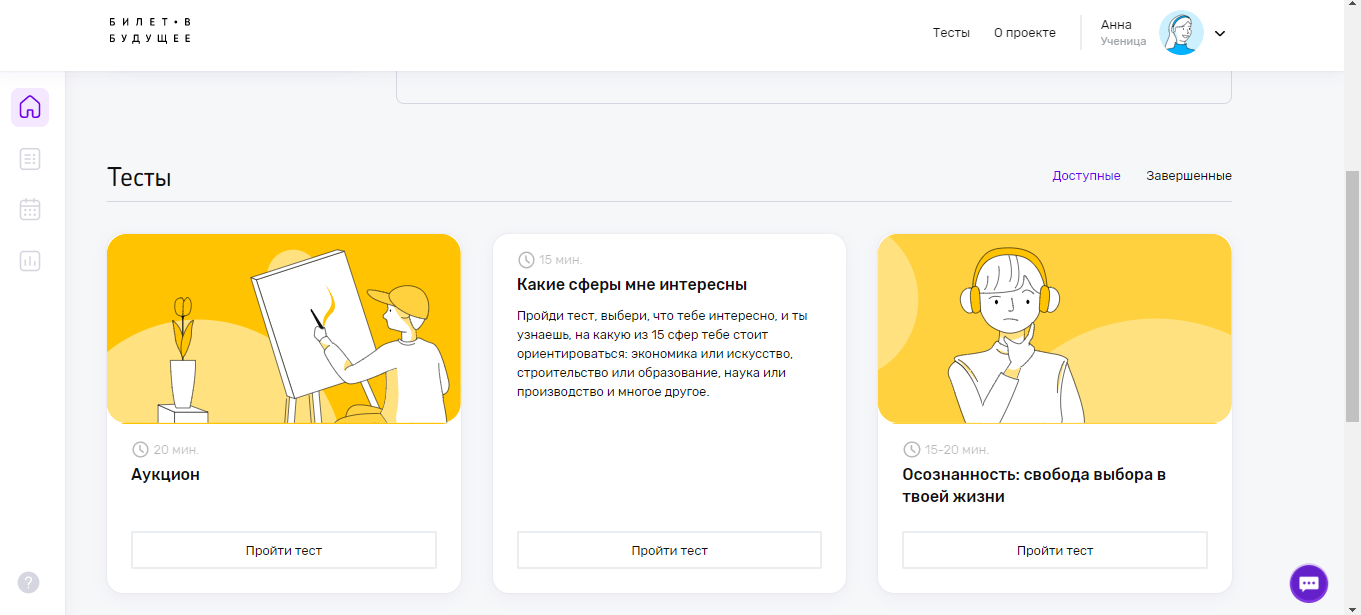 БИЛЕТ•В
БУДУЩЕЕ
Тесты
О проекте
Анна
Ученица
Тесты
Доступные
Завершенные
20 мин.
Аукцион
Пройти тест
15 мин.
Какие сферы мне интересны
Пройди тест, выбери, что тебе интересно, и ты
узнаешь, на какую из 15 сфер тебе стоит
ориентироваться: экономика или искусство,
строительство или образование, наука или
производство и многое другое.
Пройти тест
15-20 мин.
Осознанность: свобода выбора в
твоей жизни
Пройти тест
?